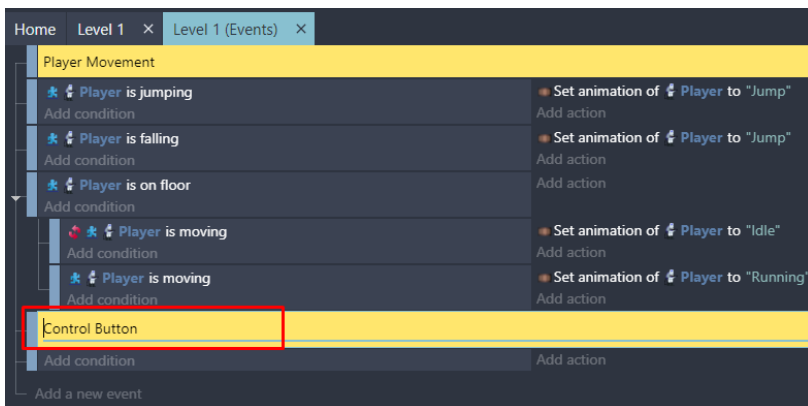 Home Level 1 × Level 1 (Events) ×
Player Movement
Player is jumping Set animation of Player to "Jump"
Add condition Add action
Player is falling Set animation of Player to "Jump"
Add condition Add action
Player is on floor Add action
Add condition
Player is moving Set animation of Player to "Idle"
Add condition Add action
Player is moving Set animation of Player to "Running"
Add condition Add action
Control Button
Add condition Add action
Add a new event